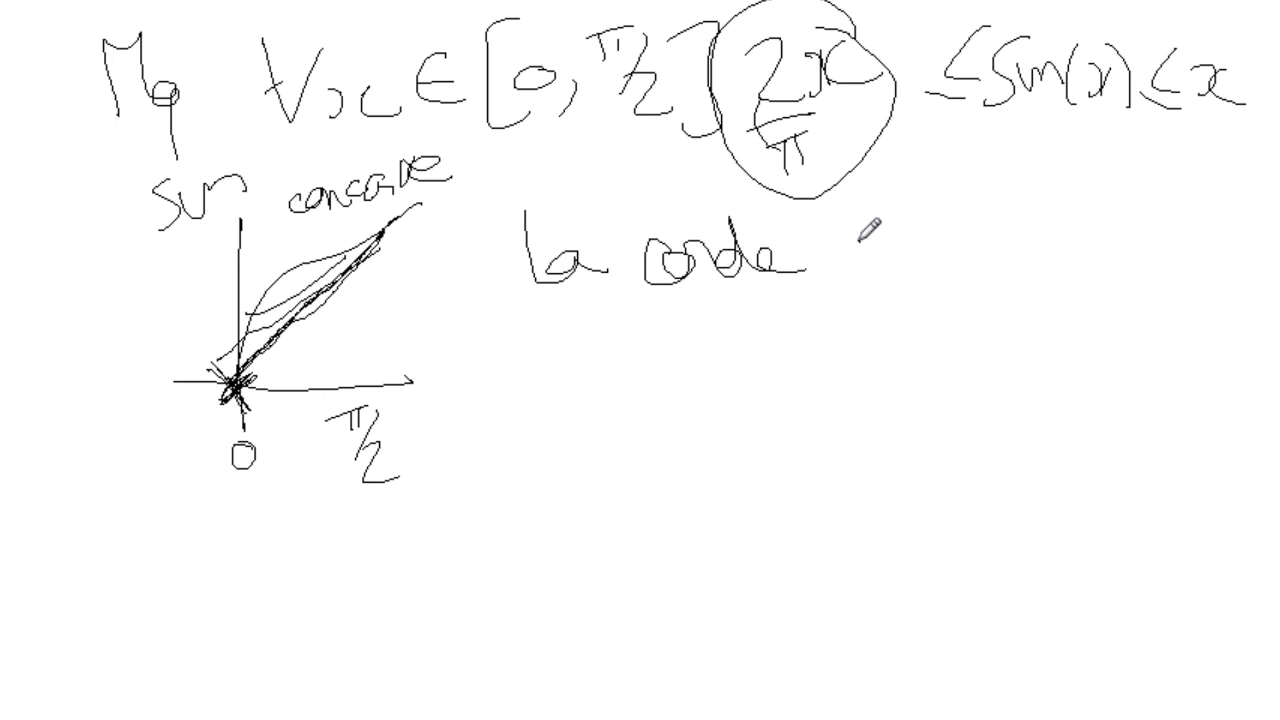 Mq ∀x ∈ [0, π/2] 2x/π ≤ sin(x) ≤ x
sin concave
la corde
0 π/2